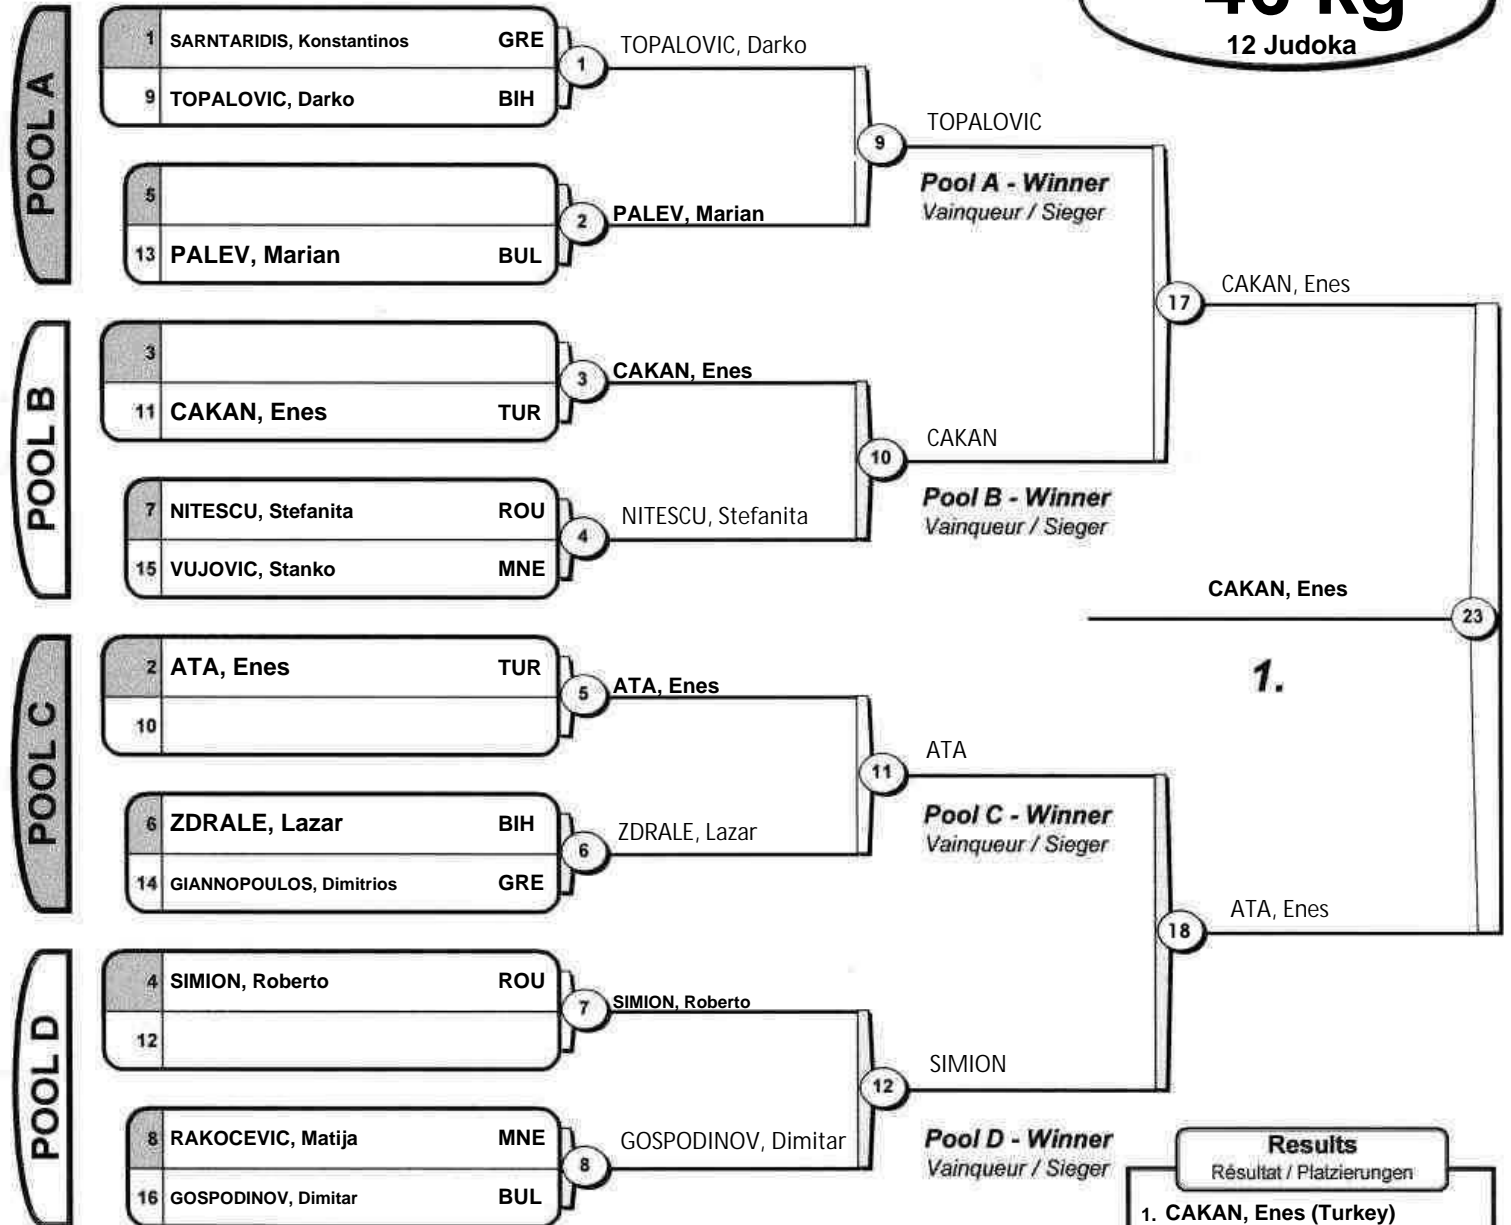 12 Judoka
POOL A
1 SARNTARIDIS, Konstantinos GRE
9 TOPALOVIC, Darko BIH
1
TOPALOVIC, Darko
5
13 PALEV, Marian BUL
2
PALEV, Marian
9
TOPALOVIC
Pool A - Winner
Vainqueur / Sieger
POOL B
3
11 CAKAN, Enes TUR
3
CAKAN, Enes
7 NITESCU, Stefanita ROU
15 VUJOVIC, Stanko MNE
4
NITESCU, Stefanita
10
CAKAN
Pool B - Winner
Vainqueur / Sieger
17
CAKAN, Enes
CAKAN, Enes
23
1.
POOL C
2 ATA, Enes TUR
10
5
ATA, Enes
6 ZDRALE, Lazar BIH
14 GIANNOPOULOS, Dimitrios GRE
6
ZDRALE, Lazar
11
ATA
Pool C - Winner
Vainqueur / Sieger
18
ATA, Enes
POOL D
4 SIMION, Roberto ROU
12
7
SIMION, Roberto
8 RAKOCEVIC, Matija MNE
16 GOSPODINOV, Dimitar BUL
8
GOSPODINOV, Dimitar
12
SIMION
Pool D - Winner
Vainqueur / Sieger
Results
Résultat / Platzierungen
1. CAKAN, Enes (Turkey)